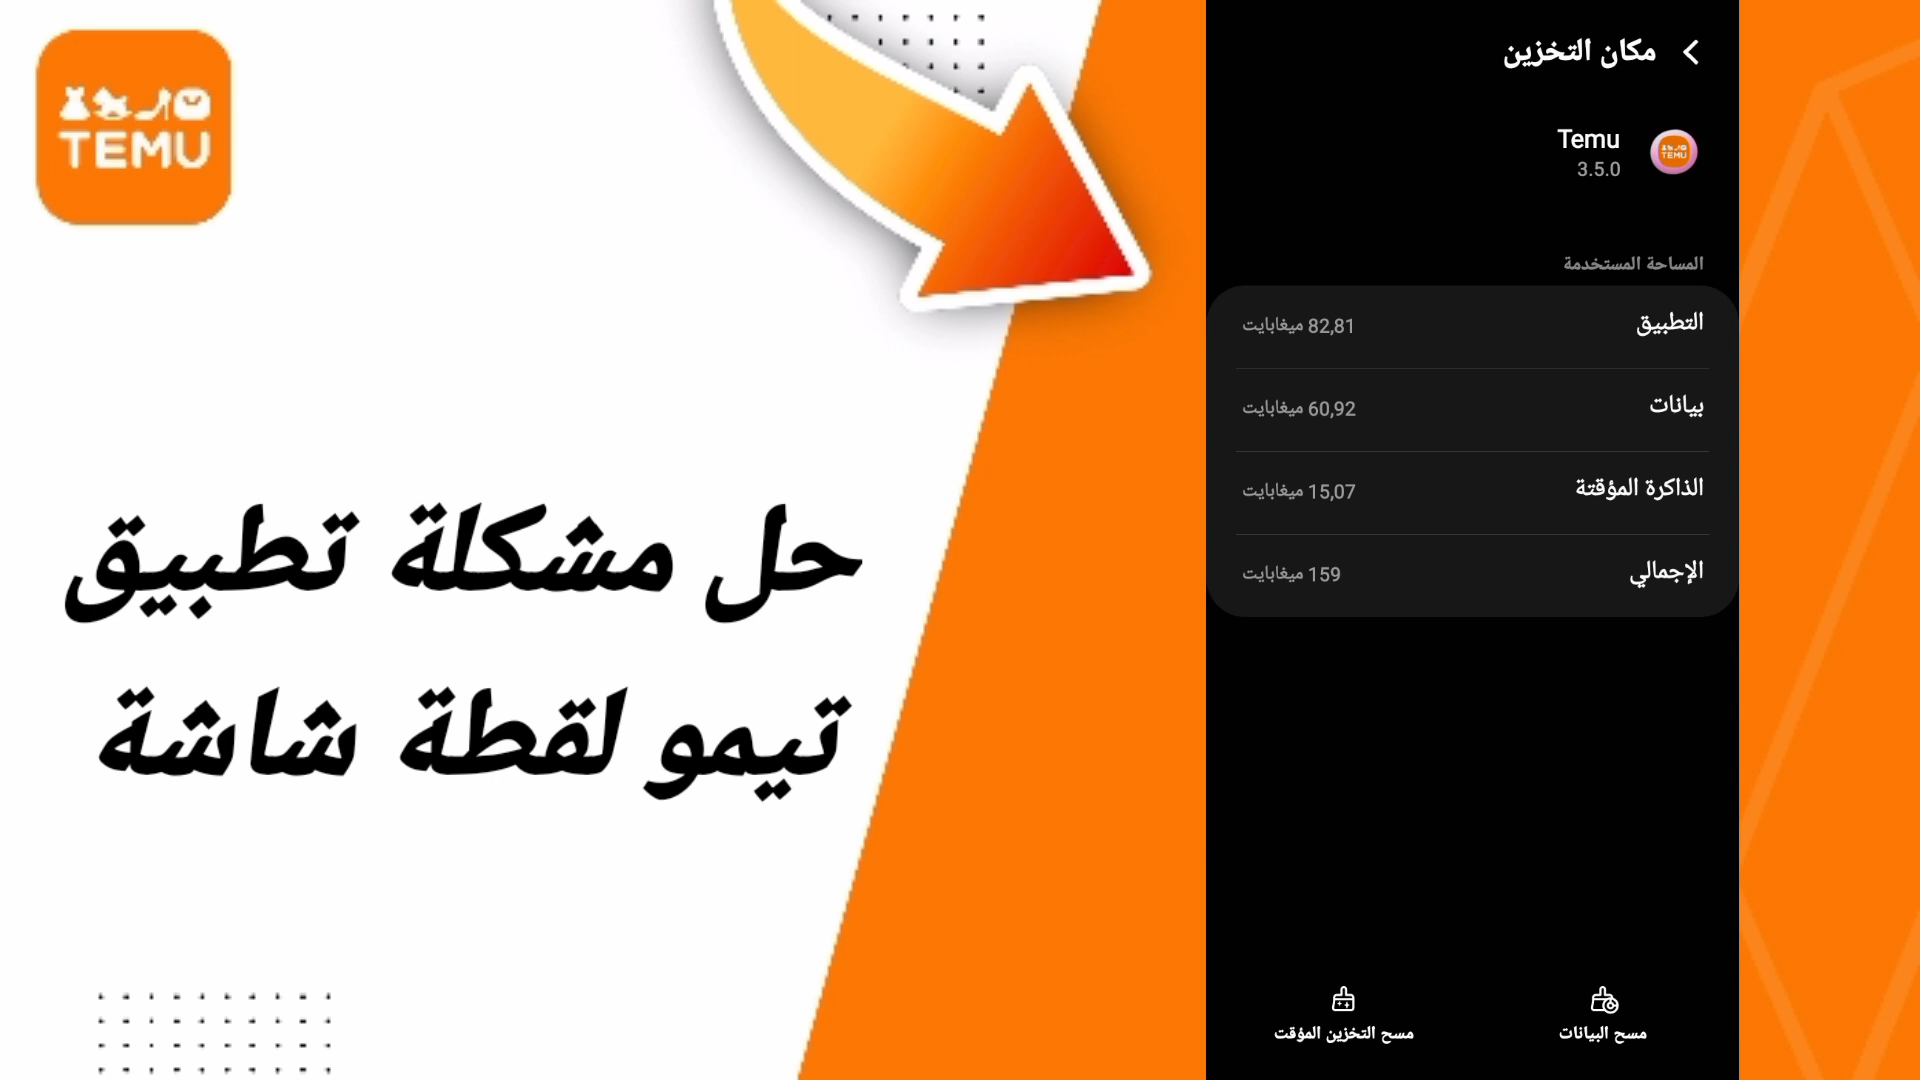 TEMU
حل مشكلة تطبيق
تيمو لقطة شاشة
مكان التخزين
Temu
TEMU
3.5.0
المساحة المستخدمة
التطبيق 82,81 ميغابايت
بيانات 60,92 ميغابايت
الذاكرة المؤقتة 15,07 ميغابايت
الإجمالي 159 ميغابايت
مسح البيانات
مسح التخزين المؤقت